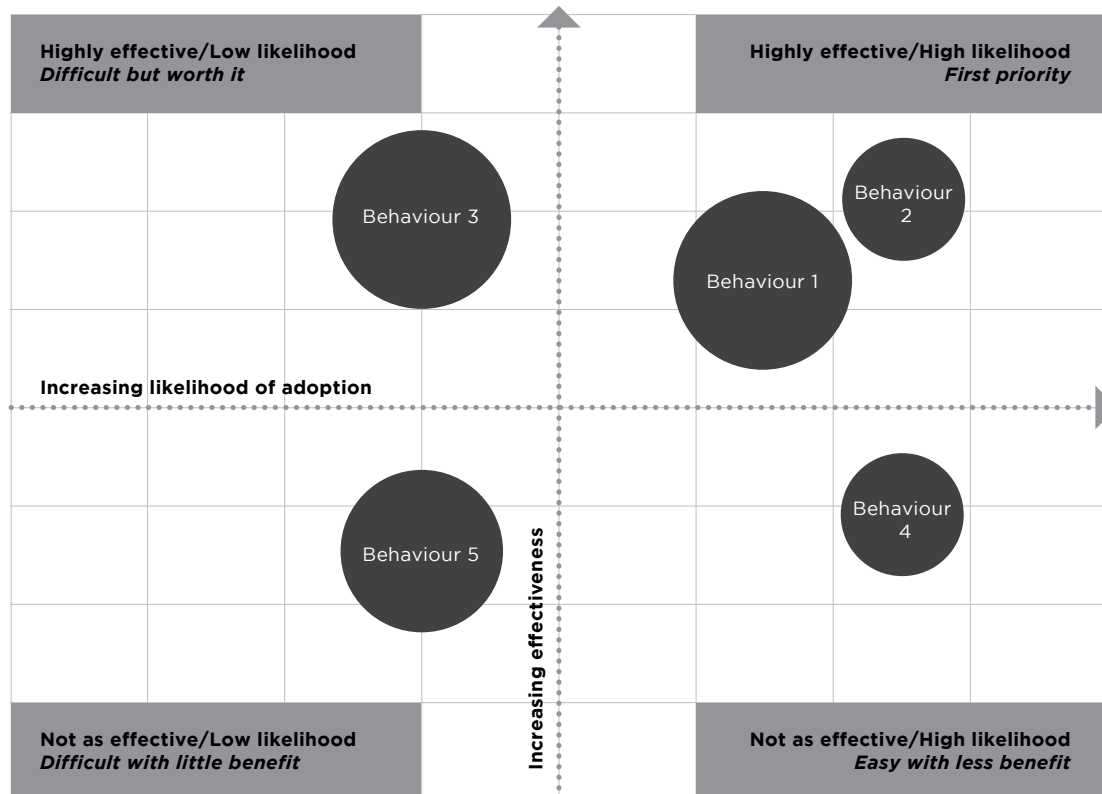 Highly effective/Low likelihood
Difficult but worth it
Highly effective/High likelihood
First priority
Behaviour 3
Behaviour
2
Behaviour 1
Increasing likelihood of adoption
Behaviour
4
Behaviour 5
Increasing effectiveness
Not as effective/Low likelihood
Difficult with little benefit
Not as effective/High likelihood
Easy with less benefit